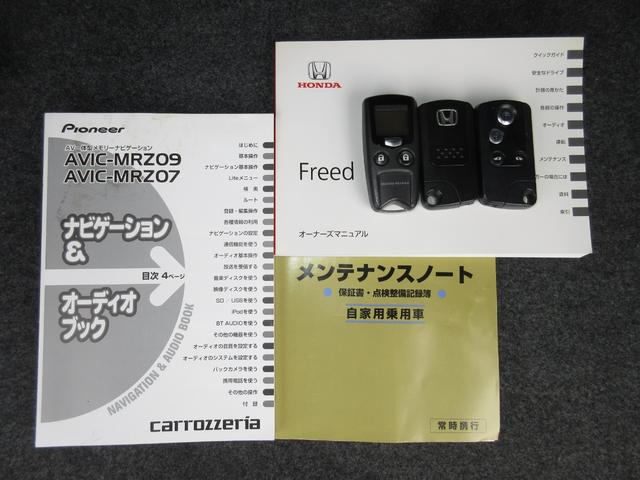 Pioneer
AV一体型メモリーナビゲーション
AVIC-MRZ09
AVIC-MRZ07
ナビゲーション
&
オーディオ
ブック
目次 4ページ
NAVIGATION & AUDIO BOOK
carrozzeria
はじめに
基本操作
ナビゲーション基本操作
Liteメニュー
検 索
ルート
登録・編集操作
各種情報の利用
ナビゲーションの設定
通信機能を使う
オーディオ基本操作
放送を受信する
音楽ディスクを使う
映像ディスクを使う
SD・USBを使う
iPodを使う
BT AUDIOを使う
その他の機器を使う
オーディオの音質を設定する
オーディオのシステムを設定する
バックカメラを使う
携帯電話を使う
その他の操作
付 録
HONDA
Freed
オーナーズマニュアル
クイックガイド
安全なドライブ
計器の見かた
各部の操作
オーディオ
運転
メンテナンス
万一の場合には
資料
索引
メンテナンスノート
保証書・点検整備記録簿
自家用乗用車
常時携行